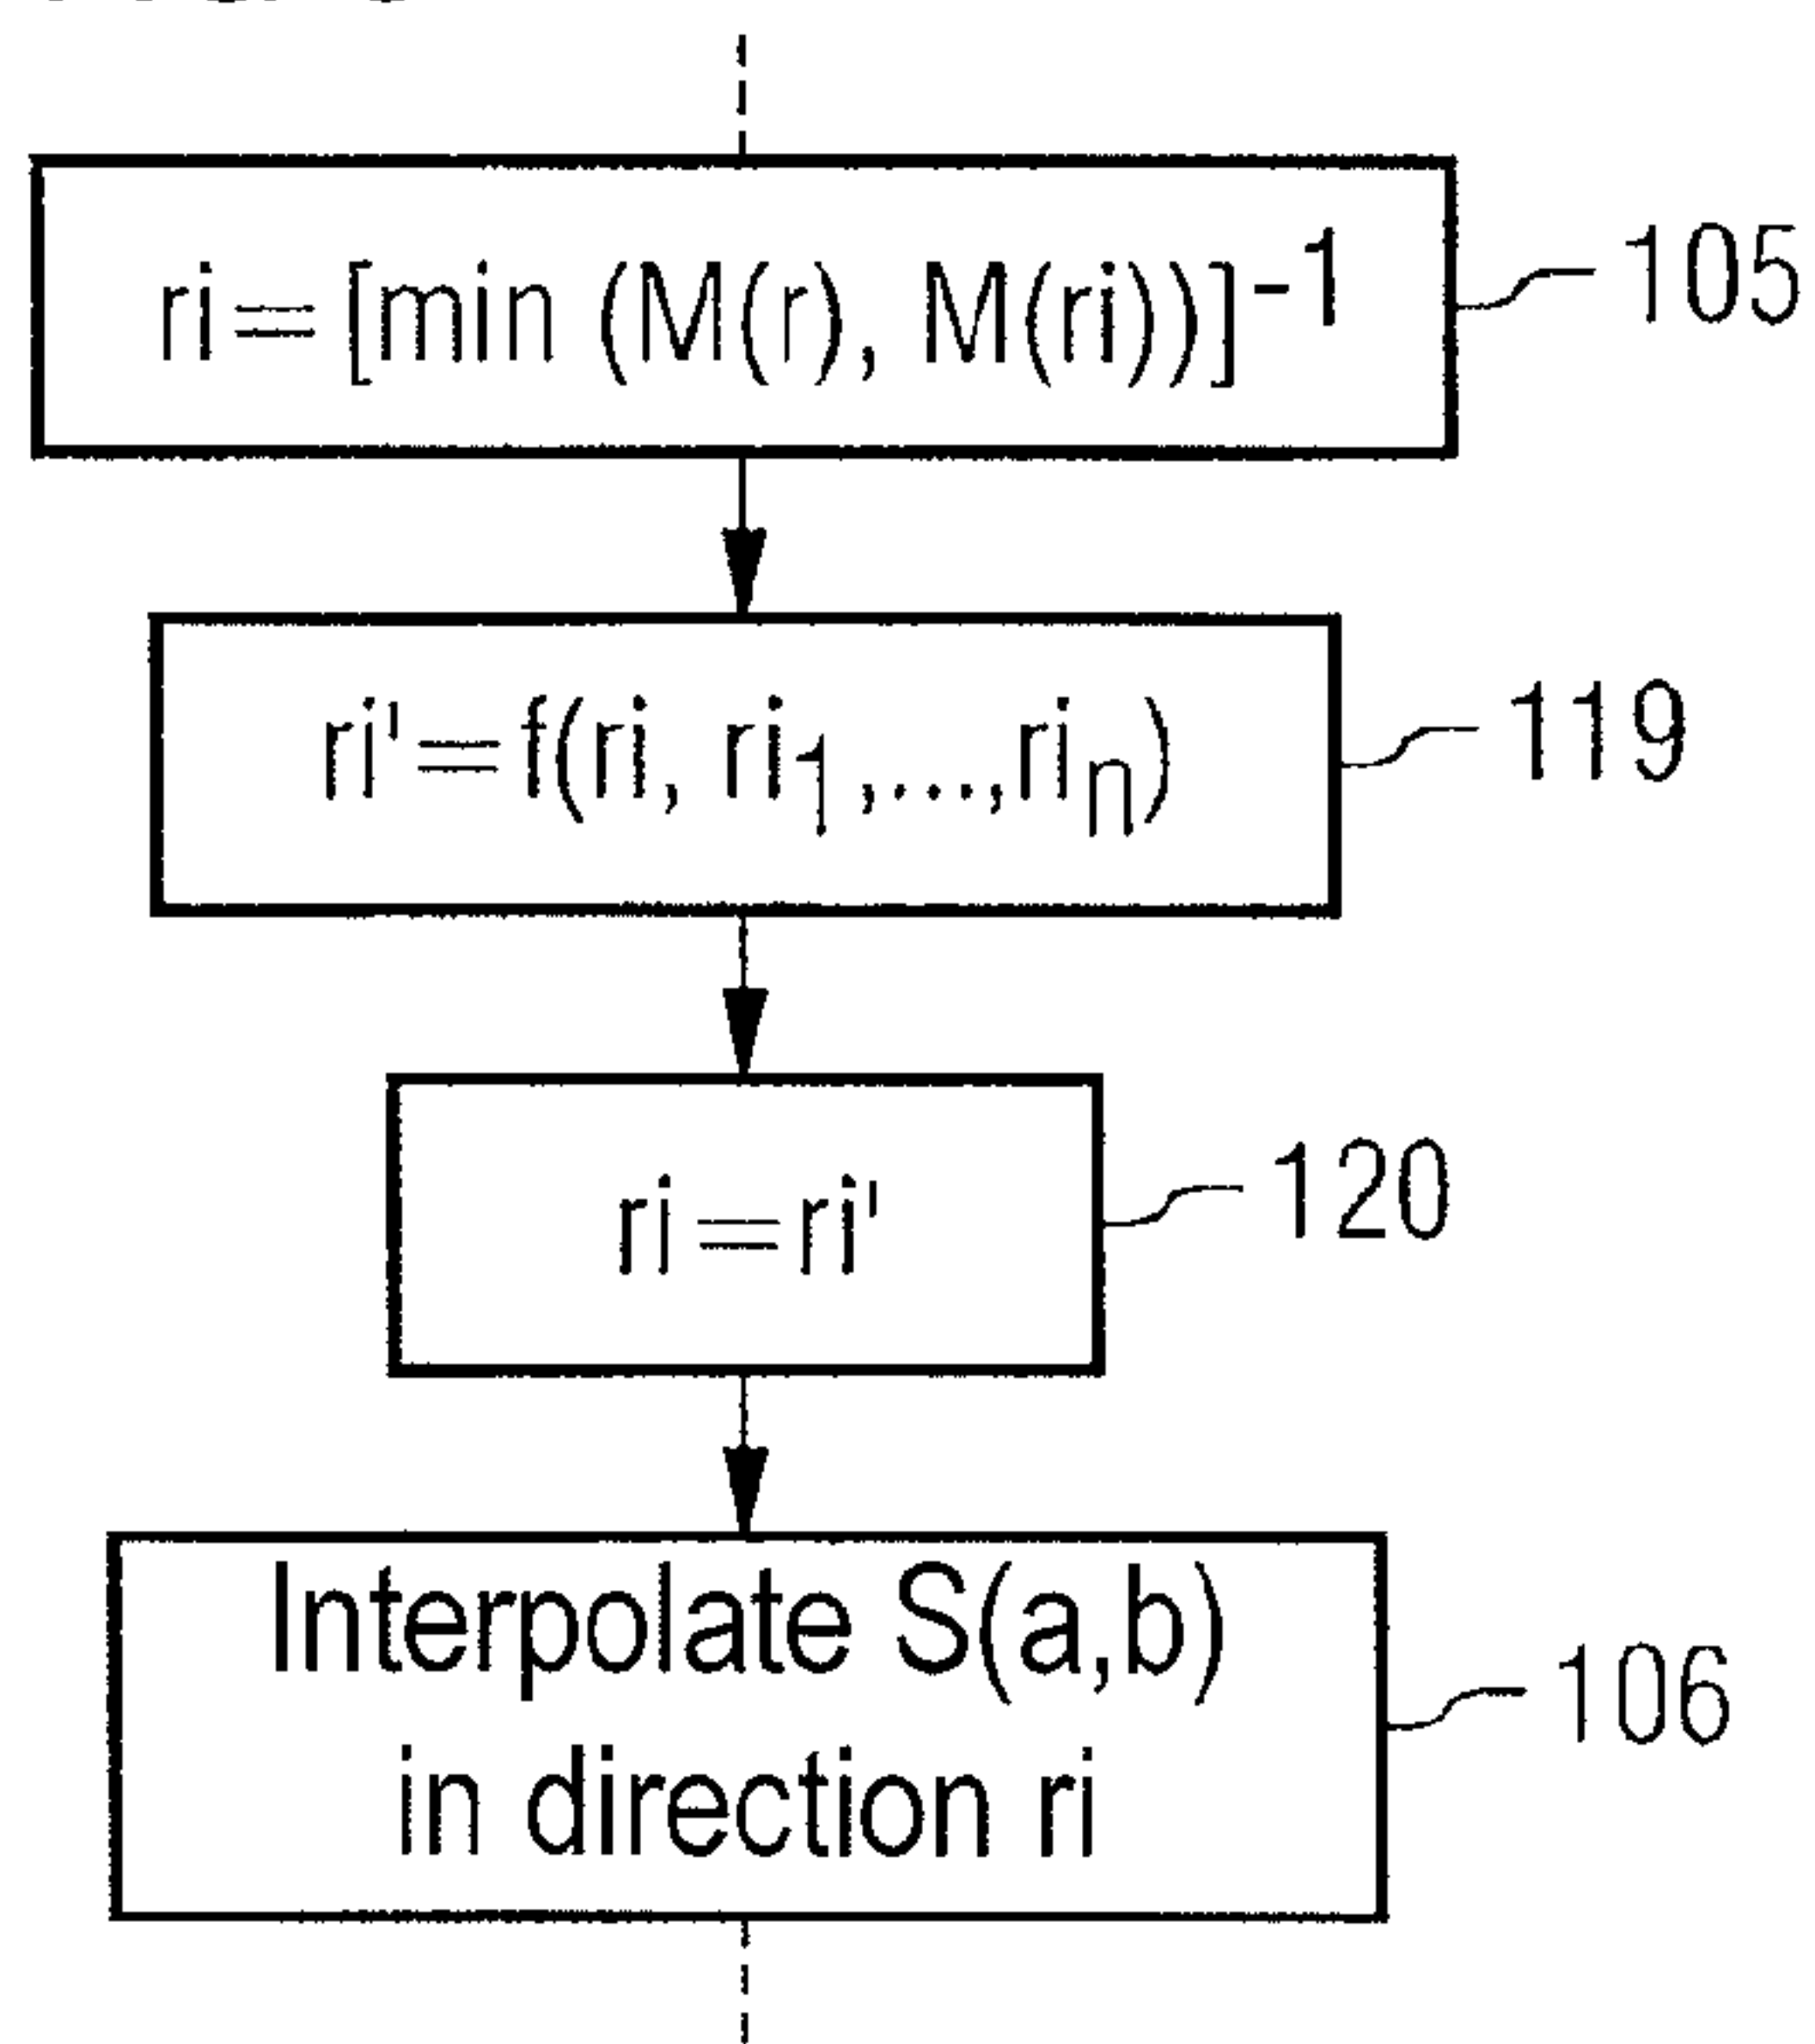 ri=[min (M(r), M(ri))]-1
105
ri'=f(ri, ri1,...,rin)
119
ri=ri'
120
Interpolate S(a,b)
in direction ri
106